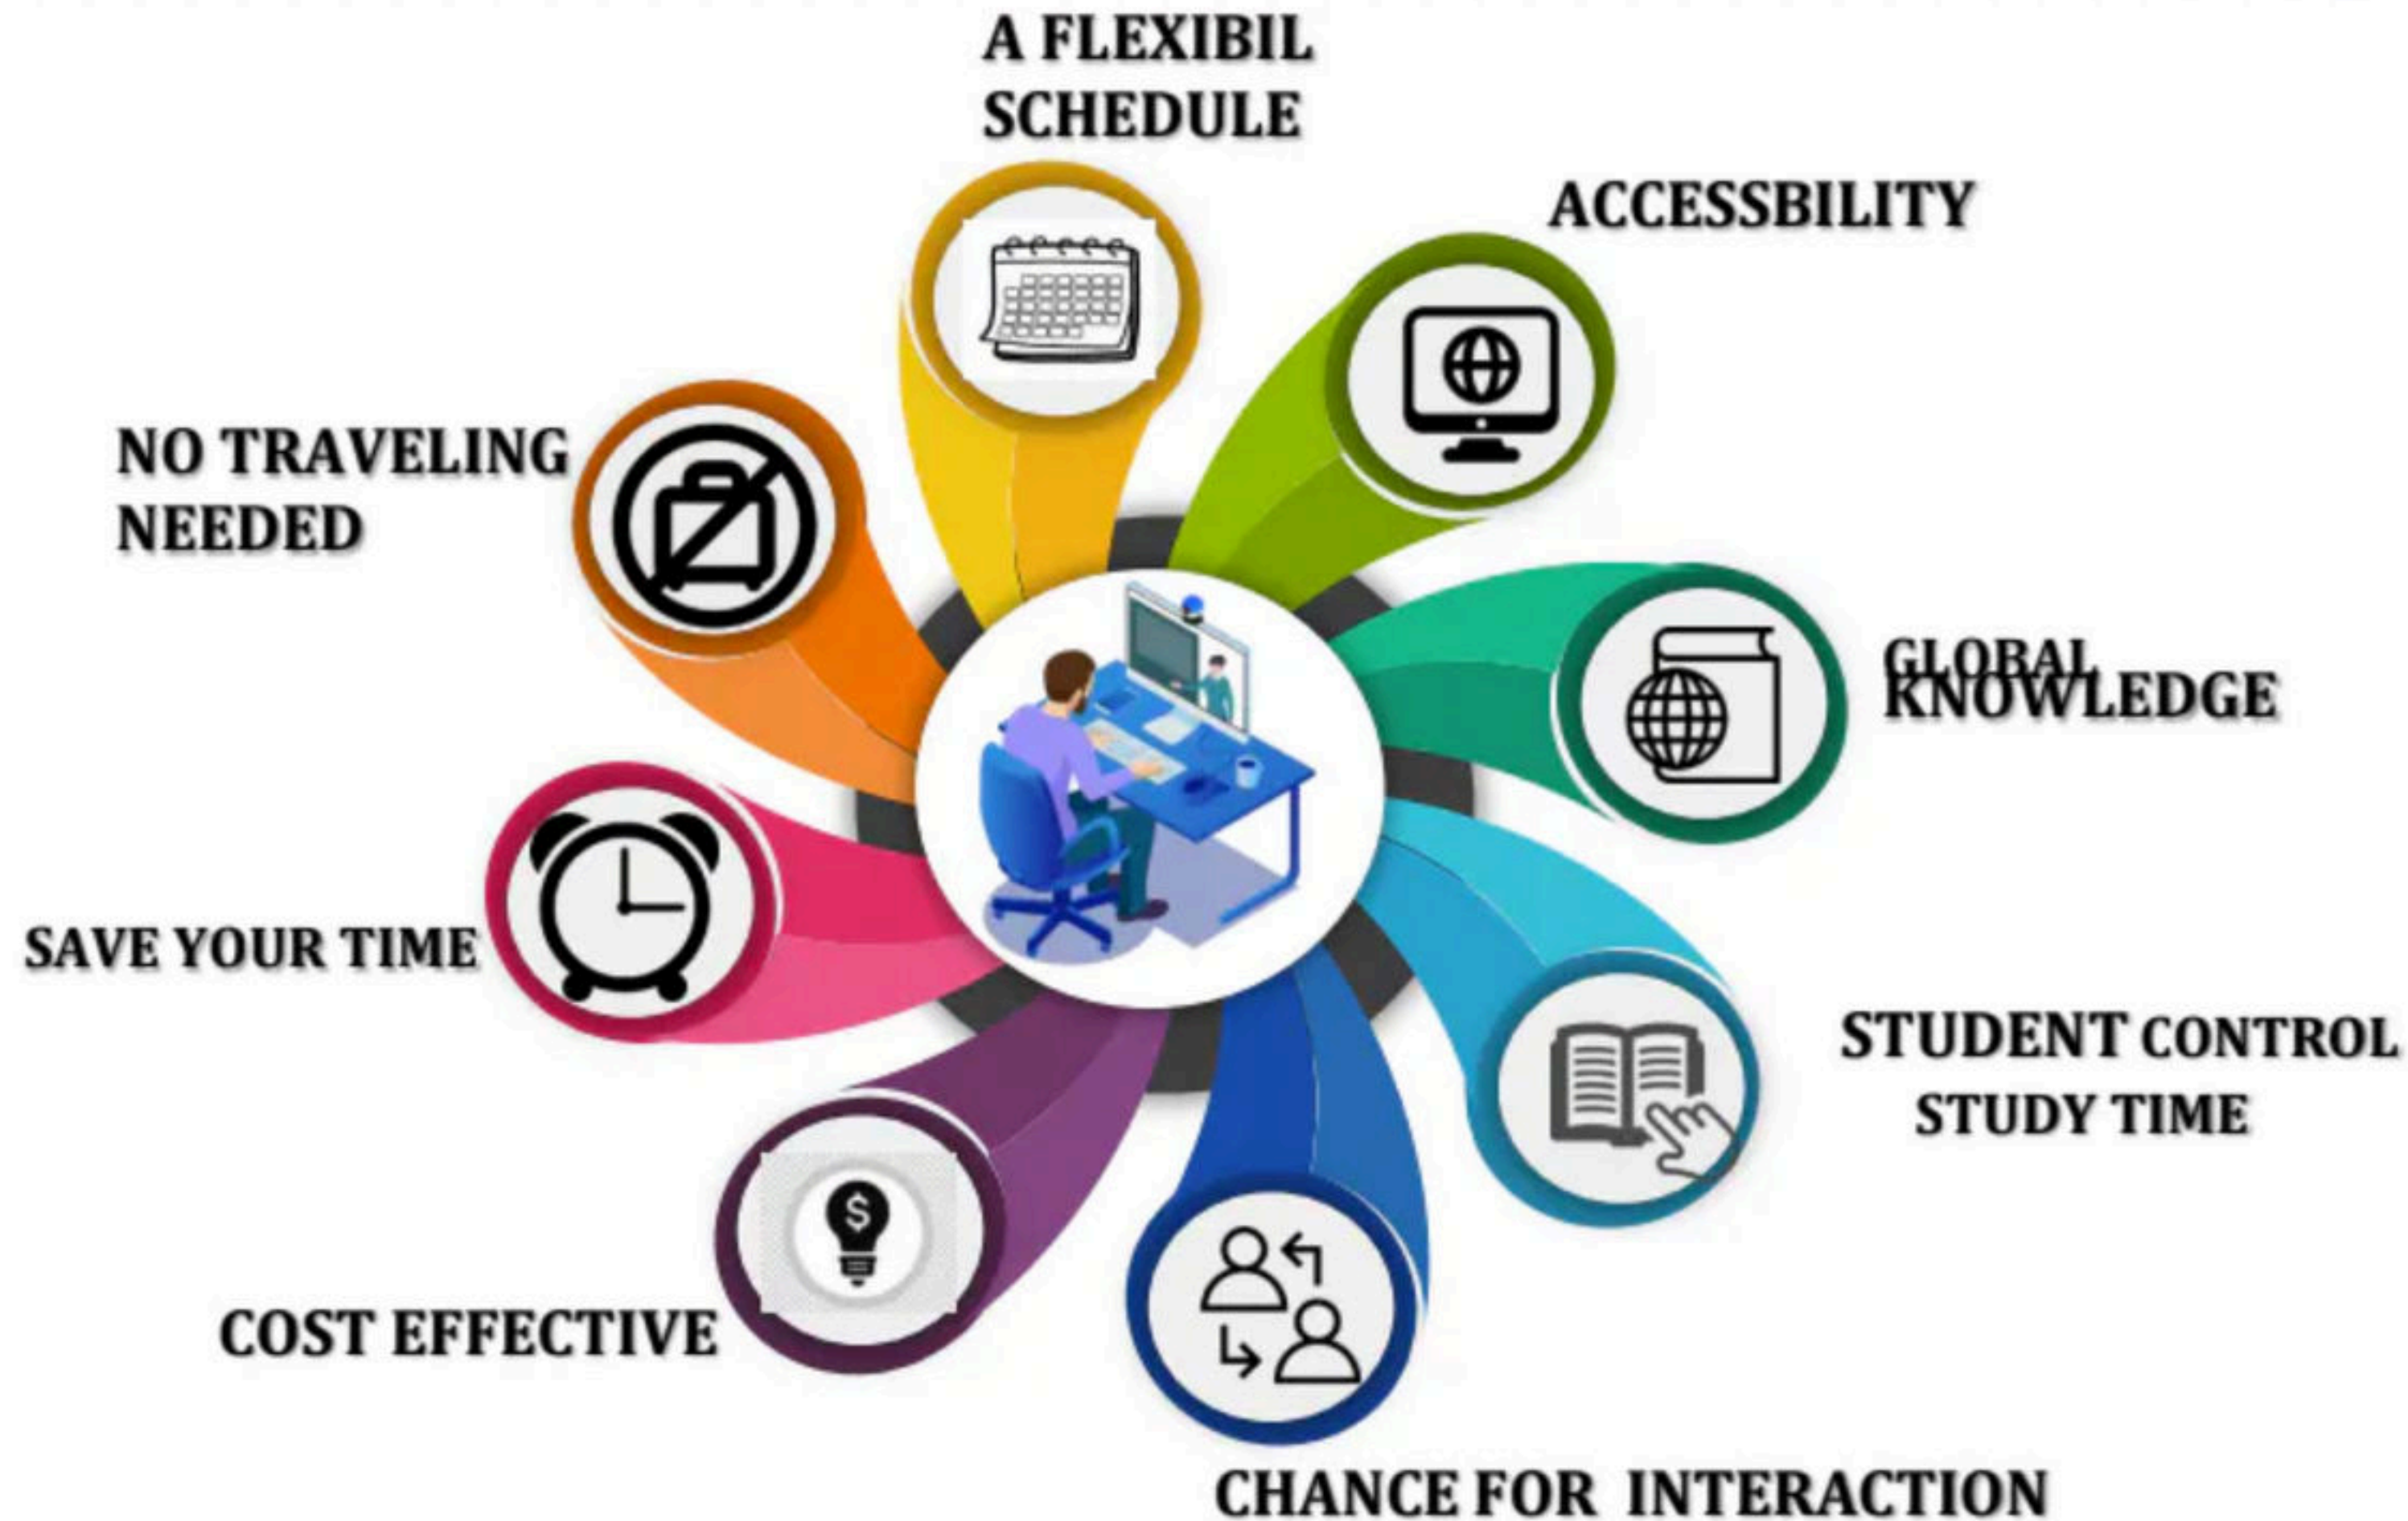 A FLEXIBIL
SCHEDULE
ACCESSBILITY
NO TRAVELING
NEEDED
GLOBAL
KNOWLEDGE
SAVE YOUR TIME
STUDENT CONTROL
STUDY TIME
$
COST EFFECTIVE
CHANCE FOR INTERACTION